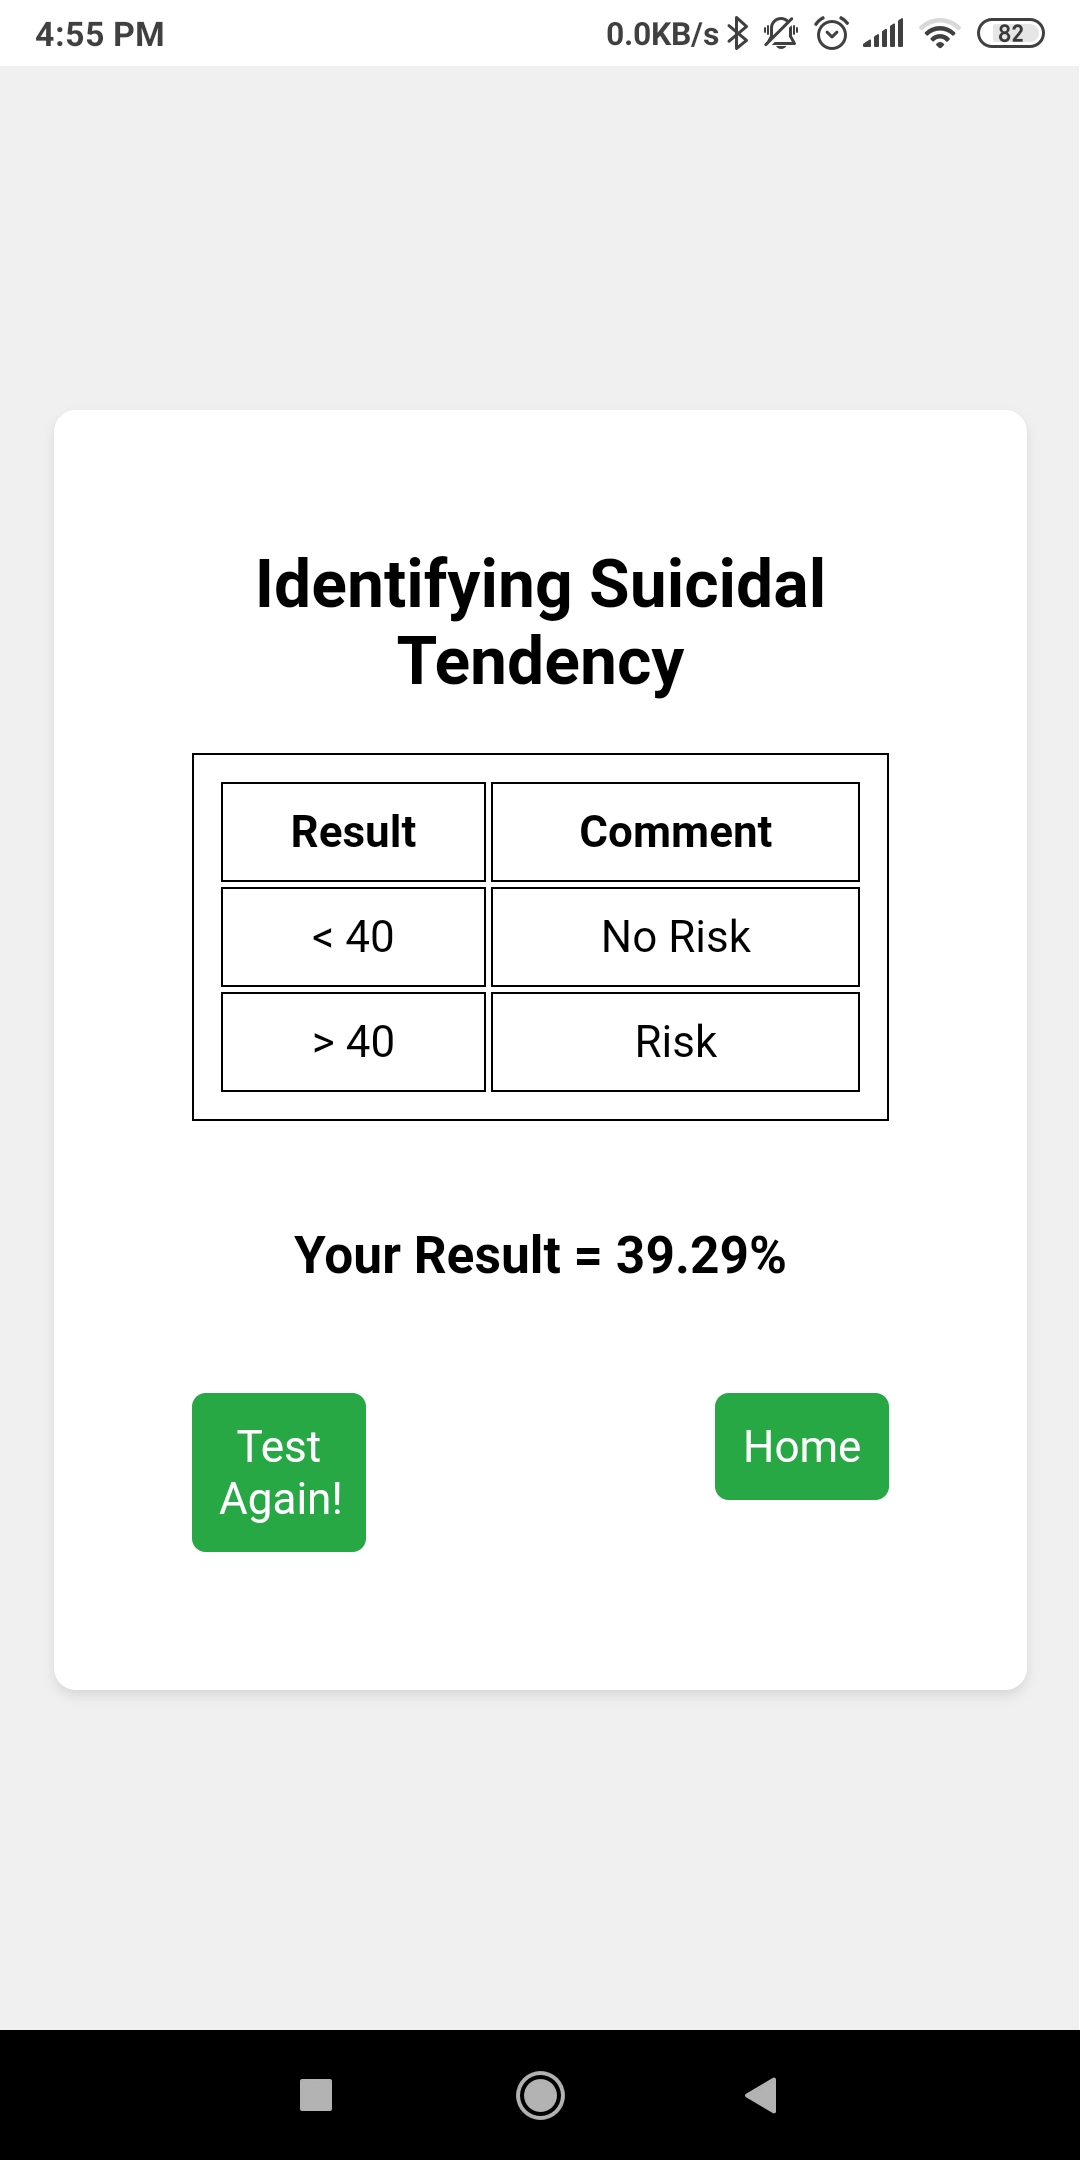 4:55 PM 0.0KB/s 82
Identifying Suicidal
Tendency
Result Comment
< 40 No Risk
> 40 Risk
Your Result = 39.29%
Test Home
Again!